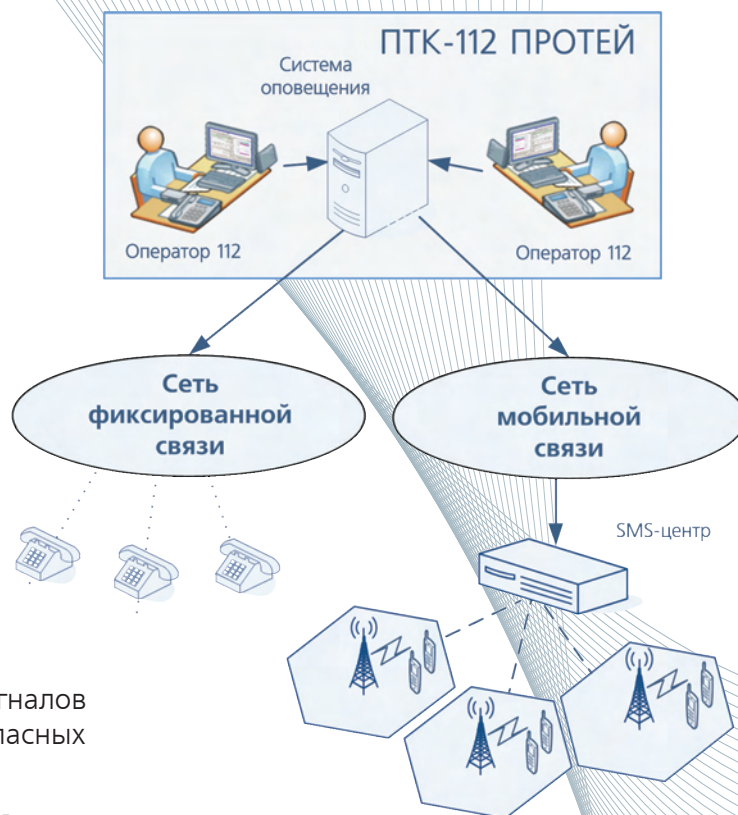 ПТК-112 ПРОТЕЙ
Система
оповещения
Оператор 112
Оператор 112
Сеть
фиксированной
связи
Сеть
мобильной
связи
SMS-центр